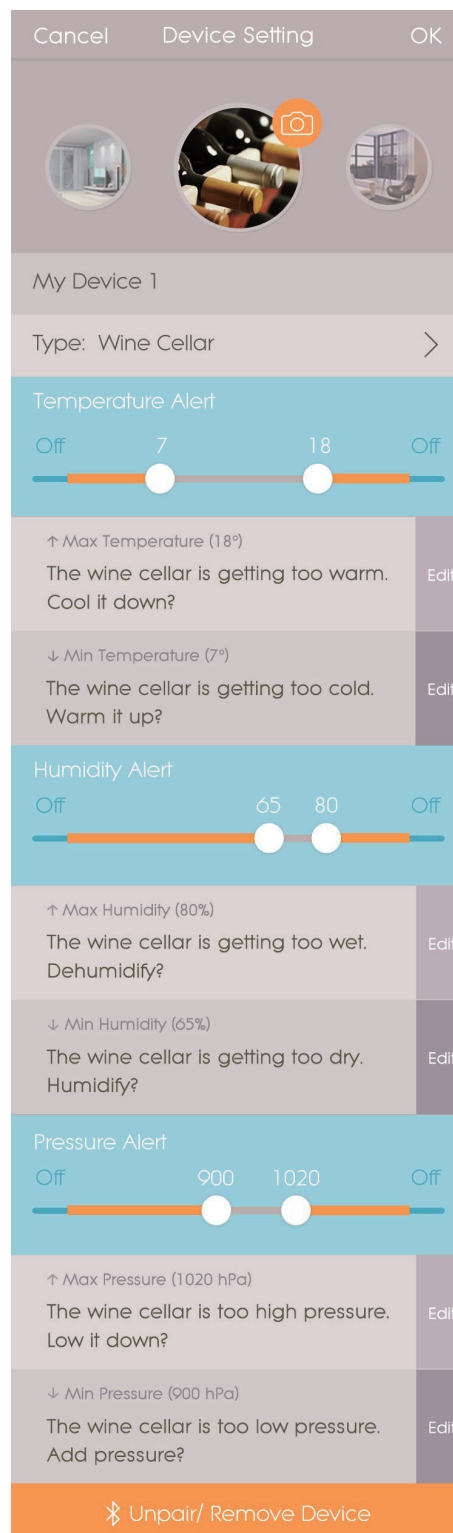 Cancel Device Setting OK
My Device 1
Type: Wine Cellar
Temperature Alert
Off 7 18 Off
↑ Max Temperature (18°)
The wine cellar is getting too warm.
Cool it down?
Edit
↓ Min Temperature (7°)
The wine cellar is getting too cold.
Warm it up?
Edit
Humidity Alert
Off 65 80 Off
↑ Max Humidity (80%)
The wine cellar is getting too wet.
Dehumidify?
Edit
↓ Min Humidity (65%)
The wine cellar is getting too dry.
Humidify?
Edit
Pressure Alert
Off 900 1020 Off
↑ Max Pressure (1020 hPa)
The wine cellar is too high pressure.
Low it down?
Edit
↓ Min Pressure (900 hPa)
The wine cellar is too low pressure.
Add pressure?
Edit
Unpair/ Remove Device